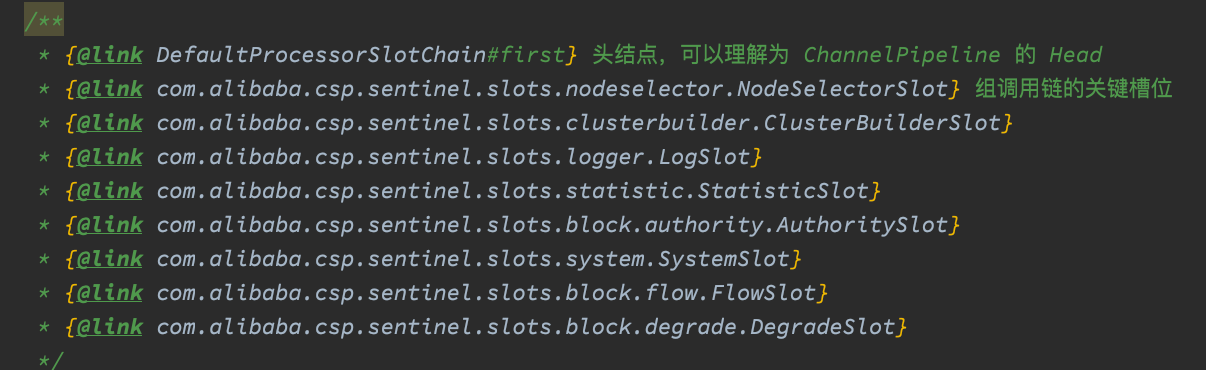 /**
* {@link DefaultProcessorSlotChain#first} 头结点，可以理解为 ChannelPipeline 的 Head
* {@link com.alibaba.csp.sentinel.slots.nodeselector.NodeSelectorSlot} 组调用链的关键槽位
* {@link com.alibaba.csp.sentinel.slots.clusterbuilder.ClusterBuilderSlot}
* {@link com.alibaba.csp.sentinel.slots.logger.LogSlot}
* {@link com.alibaba.csp.sentinel.slots.statistic.StatisticSlot}
* {@link com.alibaba.csp.sentinel.slots.block.authority.AuthoritySlot}
* {@link com.alibaba.csp.sentinel.slots.system.SystemSlot}
* {@link com.alibaba.csp.sentinel.slots.block.flow.FlowSlot}
* {@link com.alibaba.csp.sentinel.slots.block.degrade.DegradeSlot}
*/